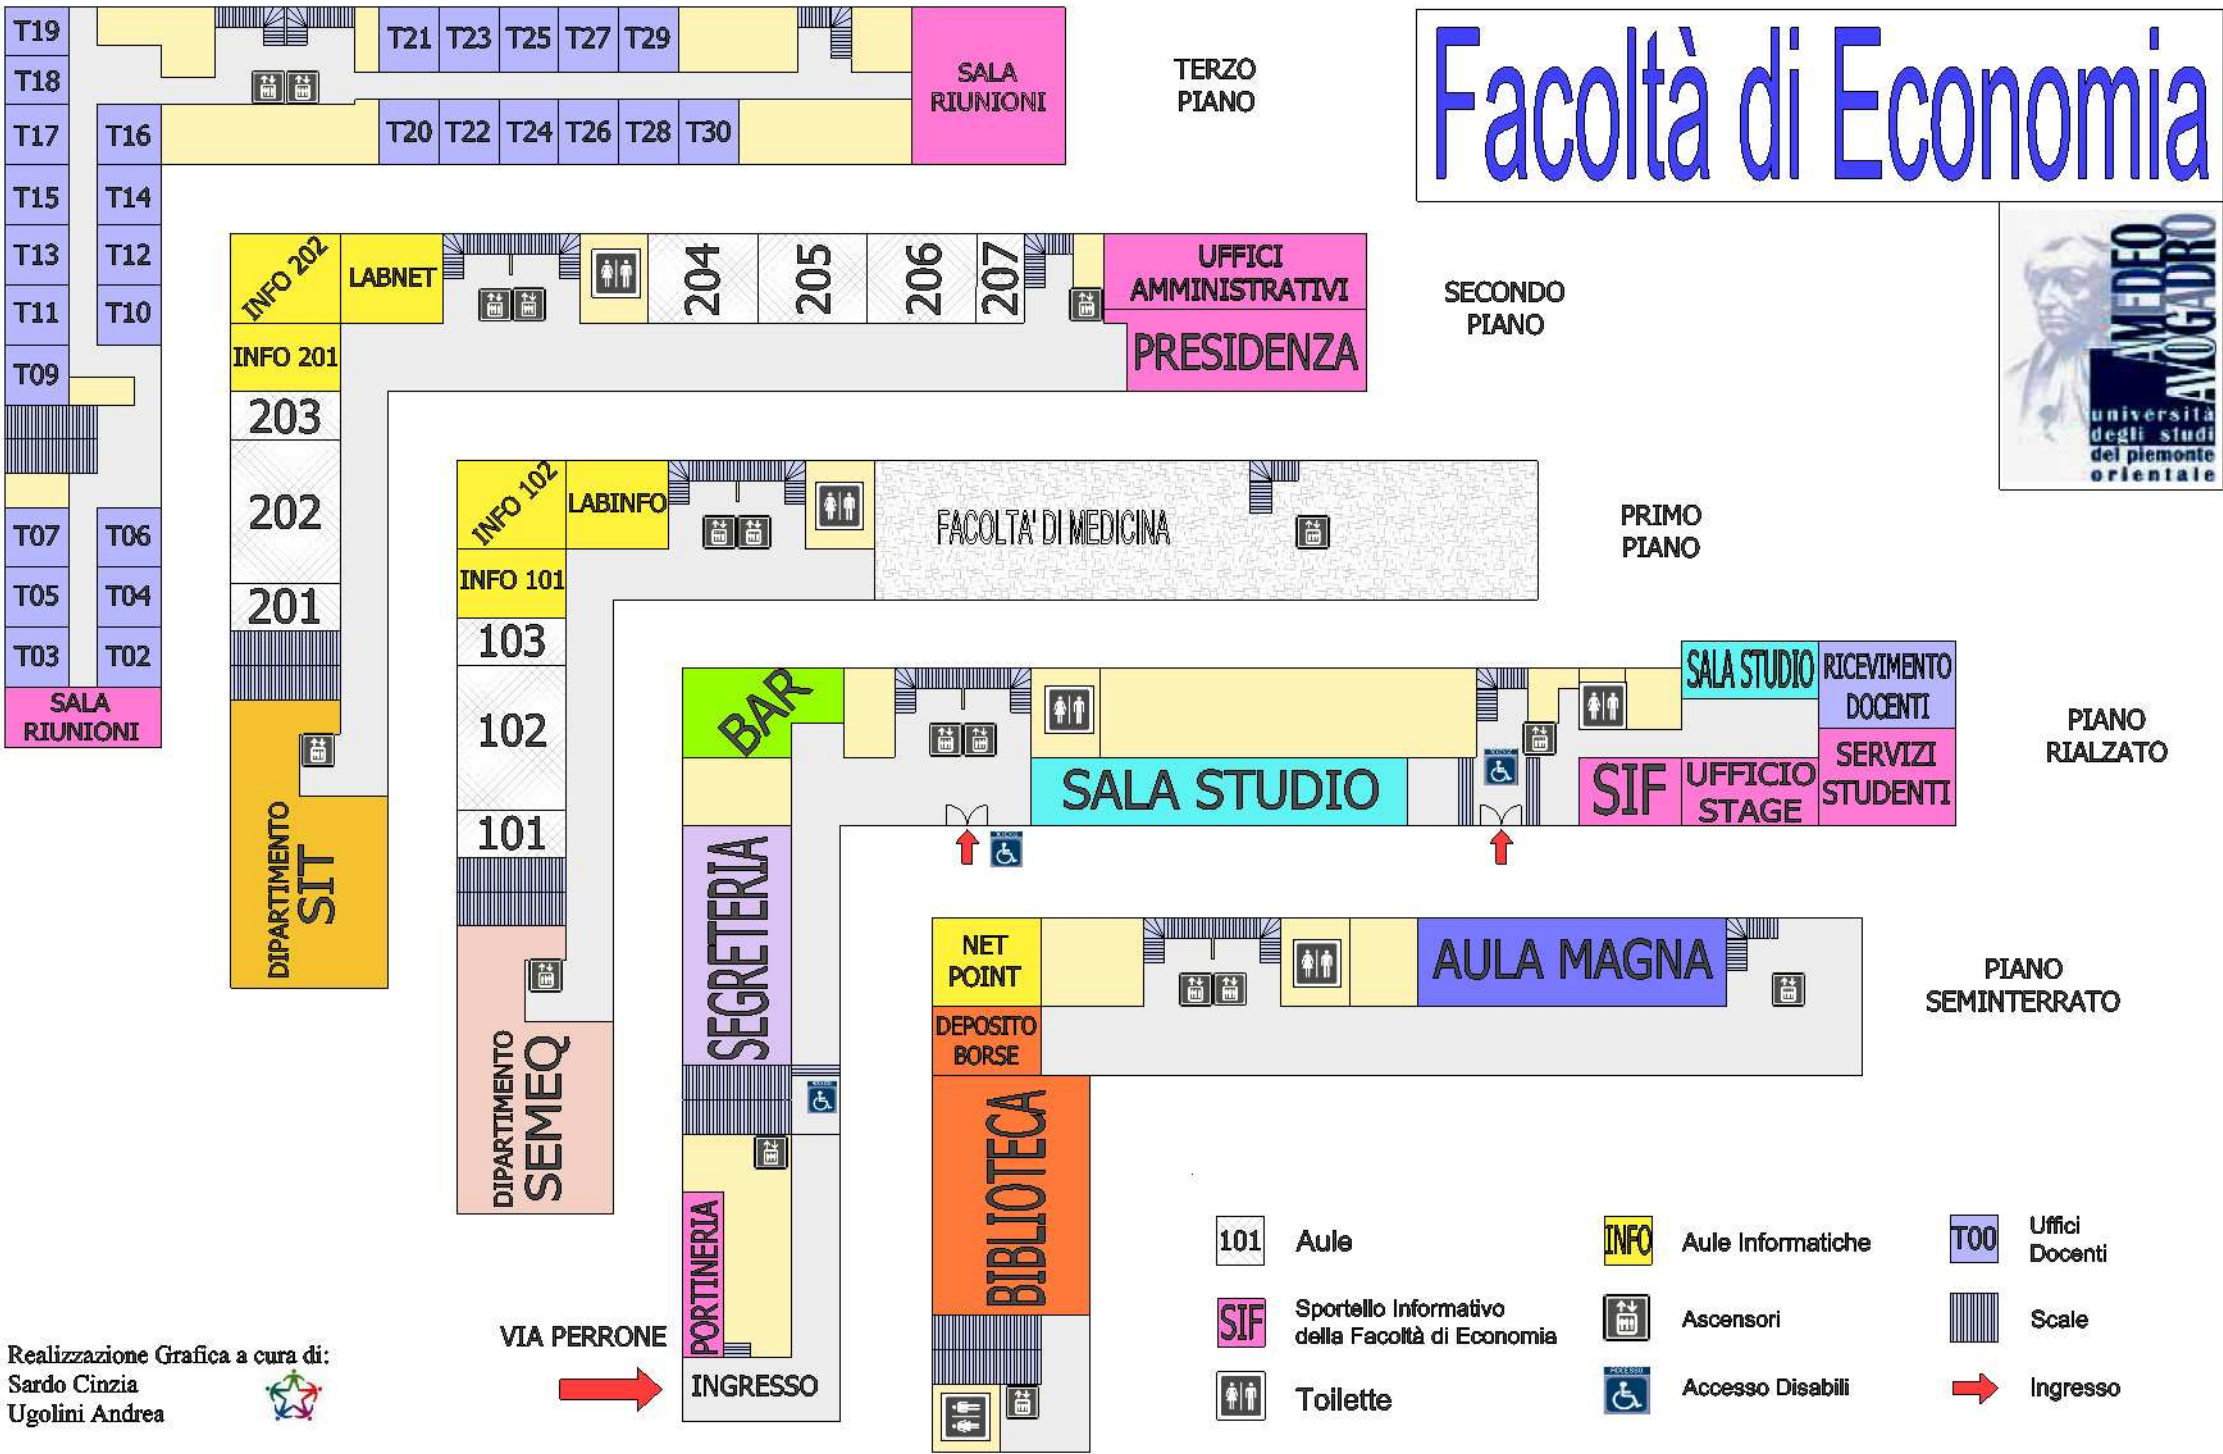 Facoltà di Economia
AMEDEO
AVOGADRO
università
degli studi
del piemonte
orientale
TERZO
PIANO
T19
T18
T17
T16
T15
T14
T13
T12
T11
T10
T09
T07
T06
T05
T04
T03
T02
SALA
RIUNIONI
T21 T23 T25 T27 T29
T20 T22 T24 T26 T28 T30
SALA
RIUNIONI
SECONDO
PIANO
INFO 202
LABNET
INFO 201
203
202
201
DIPARTIMENTO
SIT
204
205
206
207
UFFICI
AMMINISTRATIVI
PRESIDENZA
PRIMO
PIANO
INFO 102
LABINFO
INFO 101
103
102
101
DIPARTIMENTO
SEMEQ
FACOLTA' DI MEDICINA
PIANO
RIALZATO
BAR
SEGRETERIA
PORTINERIA
VIA PERRONE
INGRESSO
SALA STUDIO
SIF
UFFICIO
STAGE
SALA STUDIO
RICEVIMENTO
DOCENTI
SERVIZI
STUDENTI
PIANO
SEMINTERRATO
NET
POINT
DEPOSITO
BORSE
BIBLIOTECA
AULA MAGNA
101 Aule
INFO Aule Informatiche
T00 Uffici
Docenti
SIF Sportello Informativo
della Facoltà di Economia
Ascensori
Scale
Toilette
ACCESSO
Accesso Disabili
Ingresso
Realizzazione Grafica a cura di:
Sardo Cinzia
Ugolini Andrea